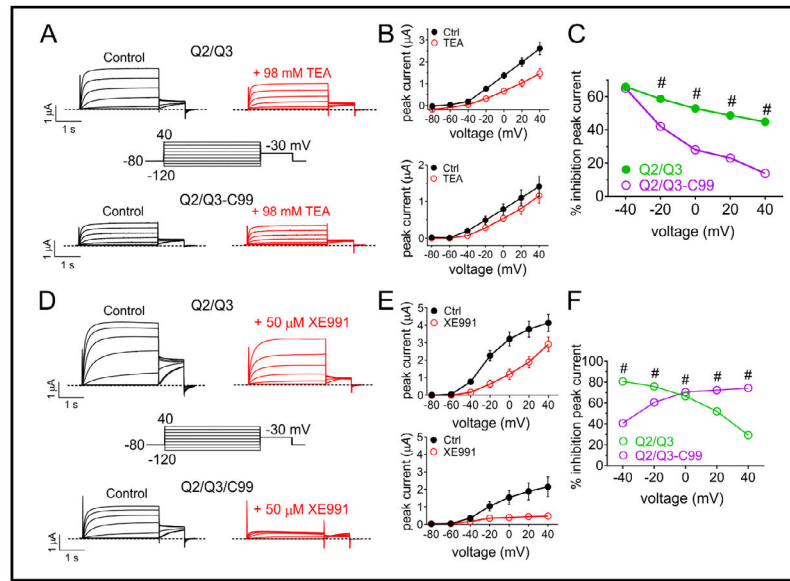 A
Q2/Q3
Control
+ 98 mM TEA
1 µA
1 s
40
-80
-120
-30 mV
Q2/Q3-C99
Control
+ 98 mM TEA
1 µA
1 s
B
peak current (µA)
3
2
1
0
Ctrl
TEA
-80 -60 -40 -20 0 20 40
voltage (mV)
peak current (µA)
2
1
0
Ctrl
TEA
-80 -60 -40 -20 0 20 40
voltage (mV)
C
% inhibition peak current
60
40
20
0
# # # #
Q2/Q3
Q2/Q3-C99
-40 -20 0 20 40
voltage (mV)
D
Q2/Q3
Control
+ 50 µM XE991
1 µA
1 s
40
-80
-120
-30 mV
Q2/Q3/C99
Control
+ 50 µM XE991
1 µA
1 s
E
peak current (µA)
5
4
3
2
1
0
Ctrl
XE991
-80 -60 -40 -20 0 20 40
voltage (mV)
peak current (µA)
4
2
0
Ctrl
XE991
-80 -60 -40 -20 0 20 40
voltage (mV)
F
% inhibition peak current
100
80
60
40
20
0
# # # # #
Q2/Q3
Q2/Q3-C99
-40 -20 0 20 40
voltage (mV)